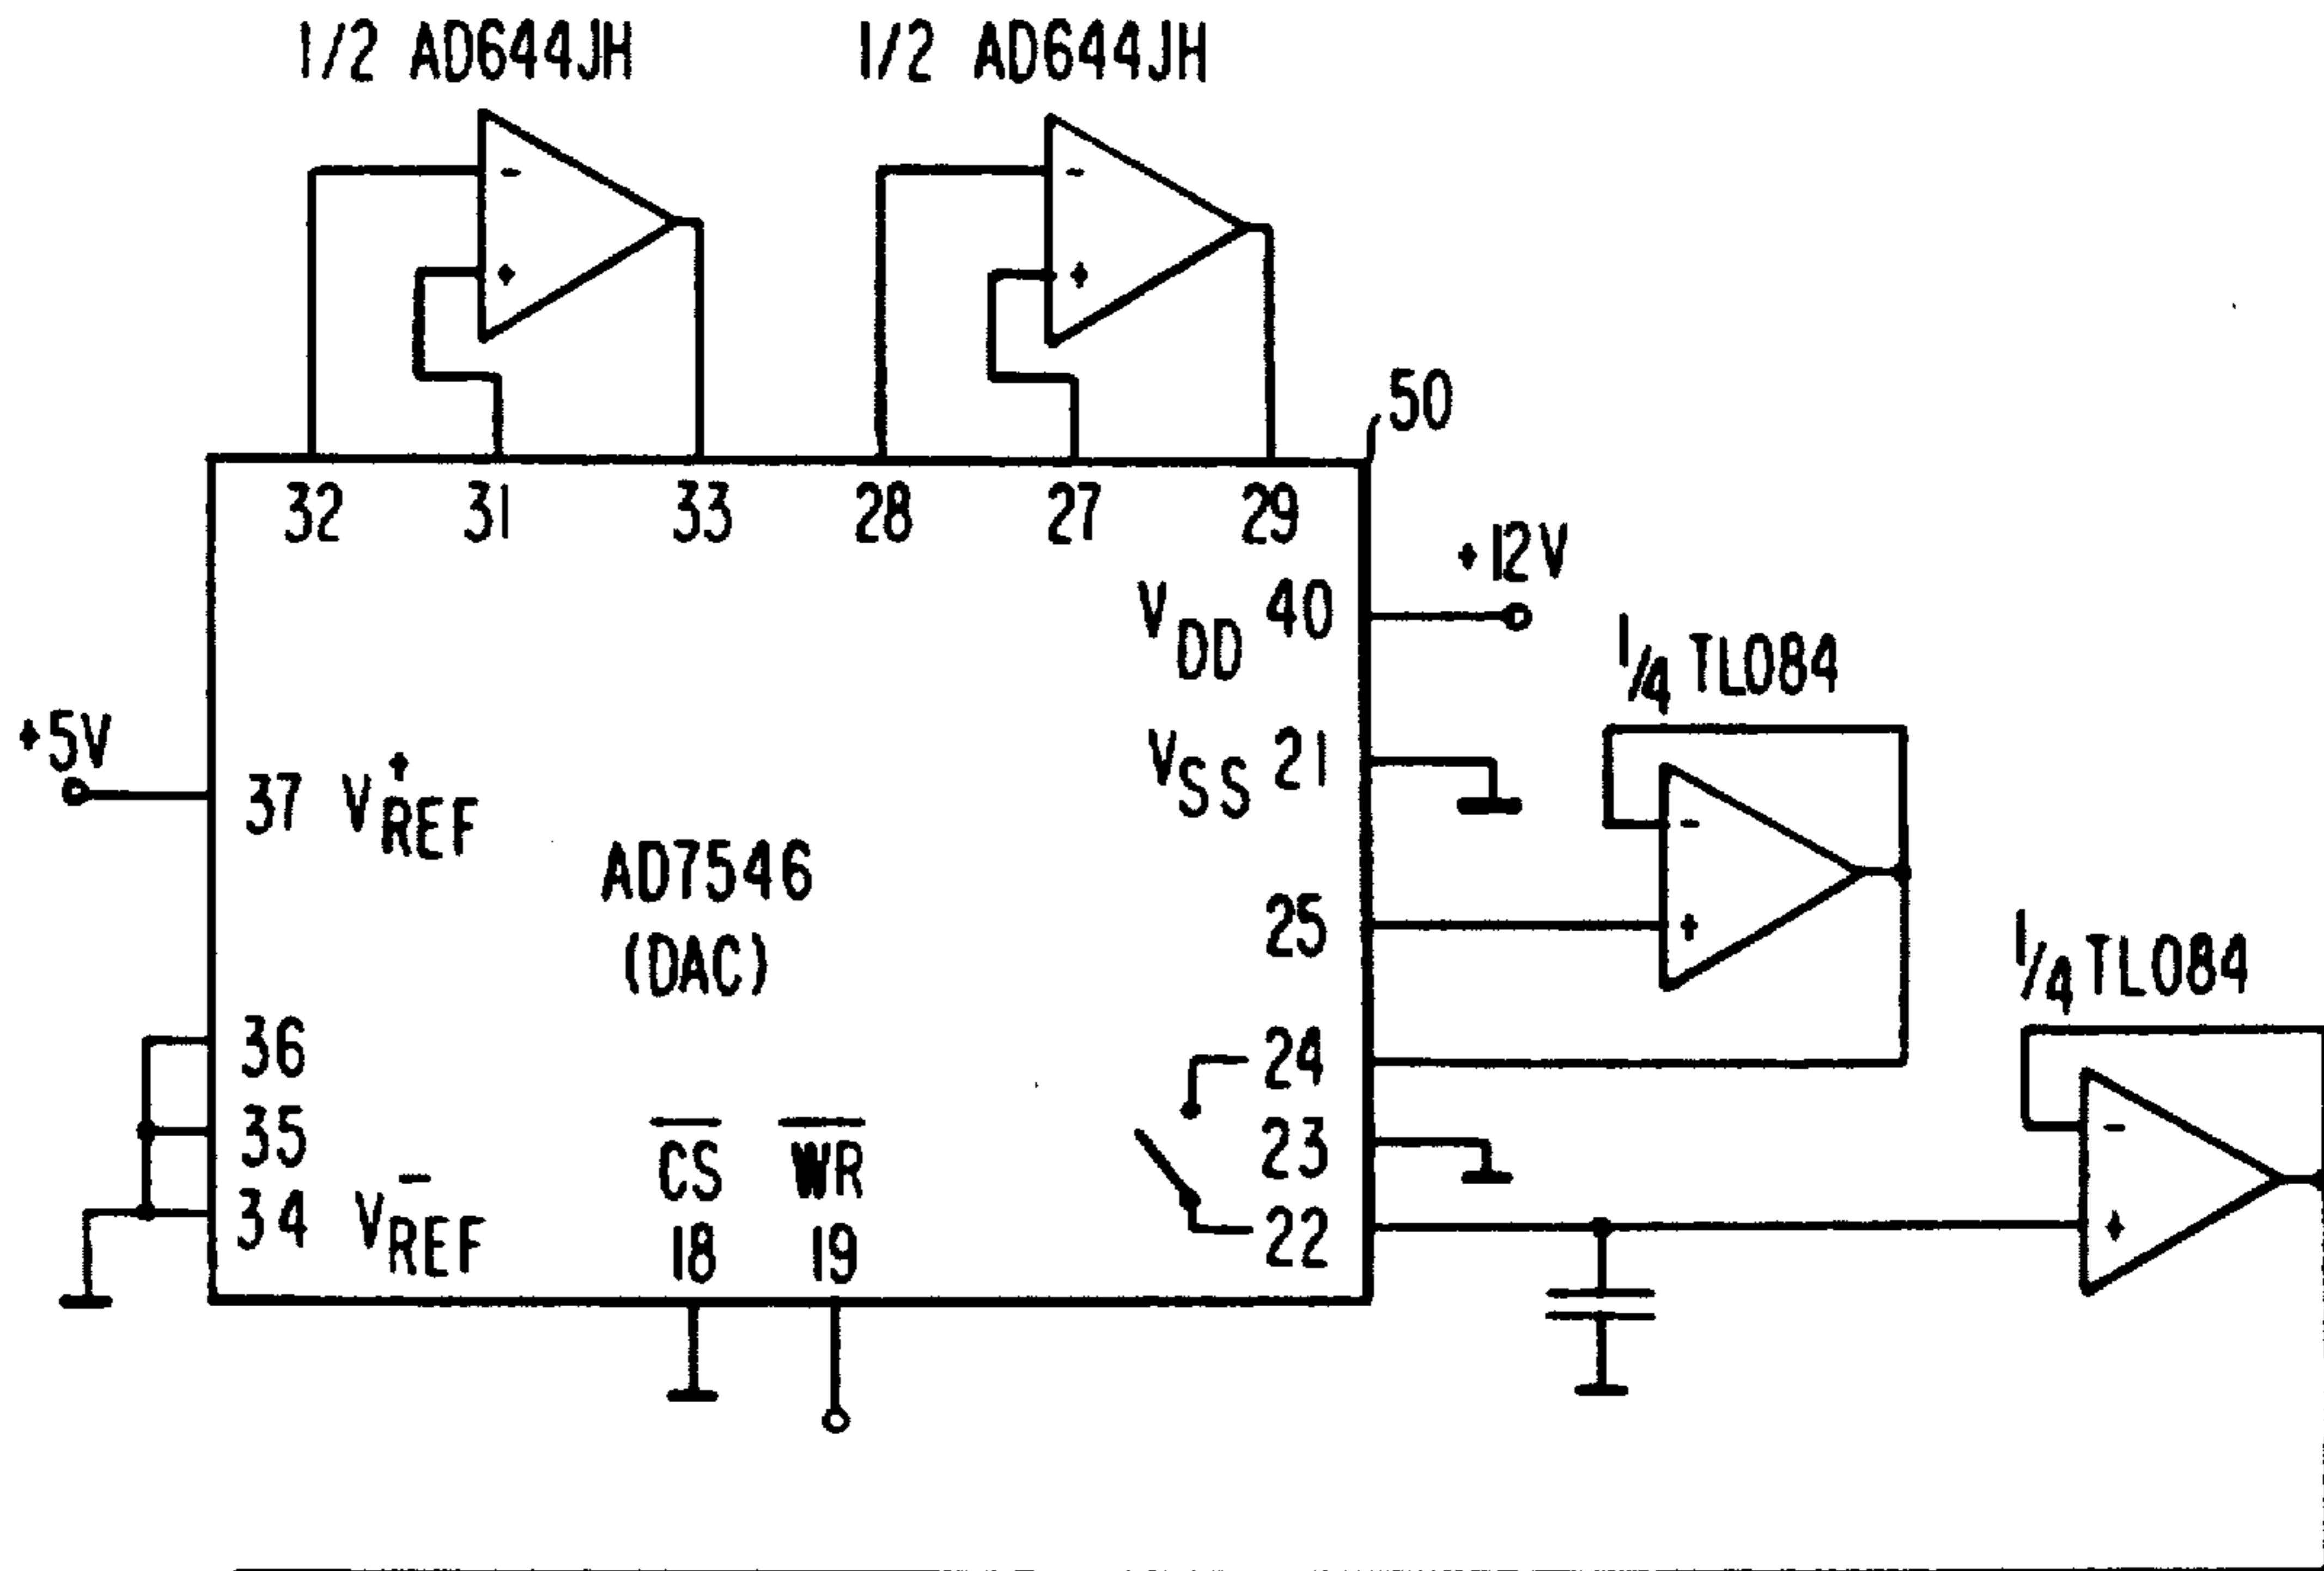 1/2 AD644JH
1/2 AD644JH
-
+
-
+
50
32
31
33
28
27
29
+12V
VDD 40
1/4 TL084
+5V
VSS 21
37 V+REF
-
+
AD7546
(DAC)
25
1/4 TL084
36
24
35
CS
WR
23
-
34 V-REF
18
19
22
+